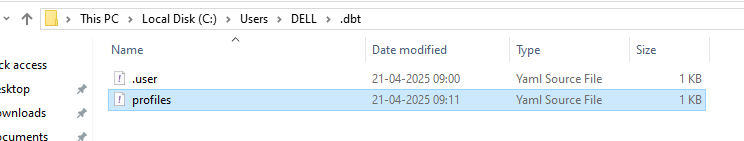 This PC > Local Disk (C:) > Users > DELL > .dbt
Name Date modified Type Size
ck access
.user 21-04-2025 09:00 Yaml Source File 1 KB
sktop
profiles 21-04-2025 09:11 Yaml Source File 1 KB
ownloads
ocuments